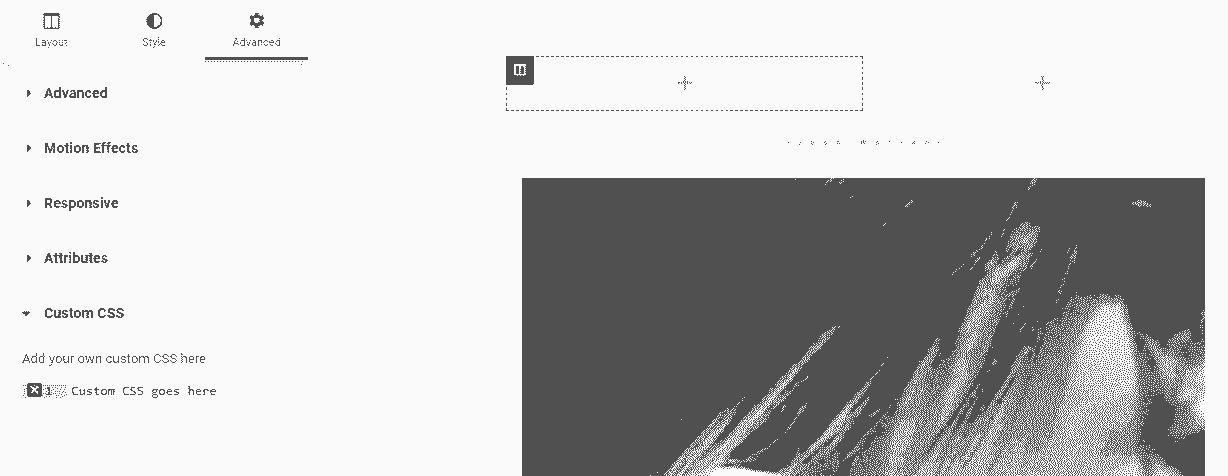 Layout
Style
Advanced
Advanced
Motion Effects
Responsive
Attributes
Custom CSS
Add your own custom CSS here
1 Custom CSS goes here